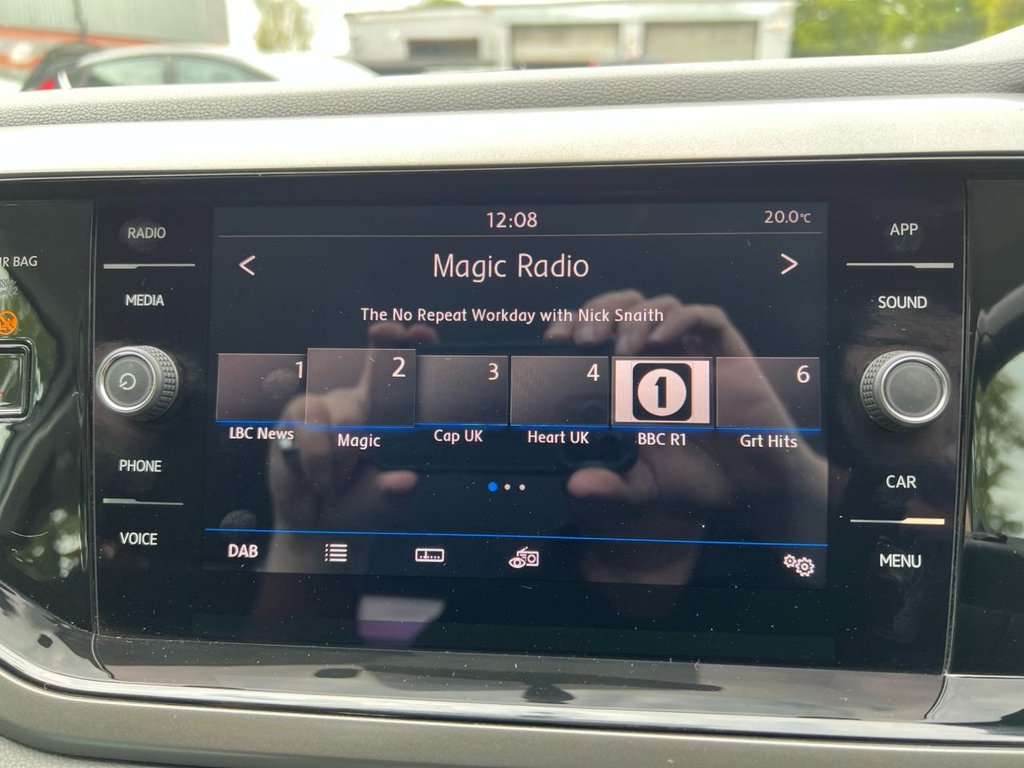 12:08
20.0°C
RADIO
APP
R BAG
< Magic Radio >
MEDIA
SOUND
The No Repeat Workday with Nick Snaith
1
2
3
4
1
6
LBC News
Magic
Cap UK
Heart UK
BBC R1
Grt Hits
PHONE
CAR
VOICE
DAB
MENU